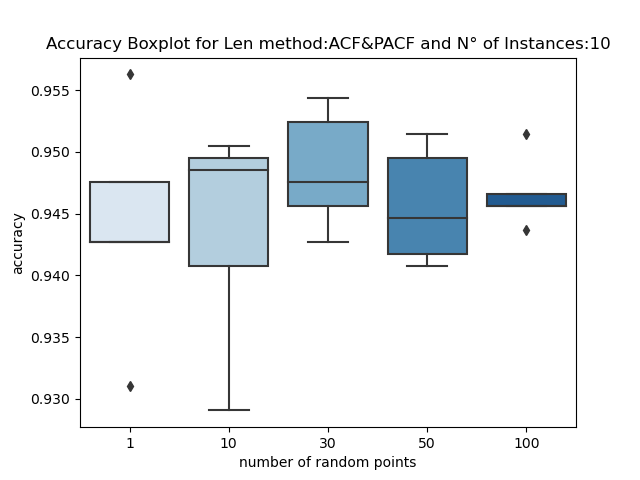 Accuracy Boxplot for Len method:ACF&PACF and N° of Instances:10
0.955
0.950
0.945
0.940
0.935
0.930
accuracy
1 10 30 50 100
number of random points